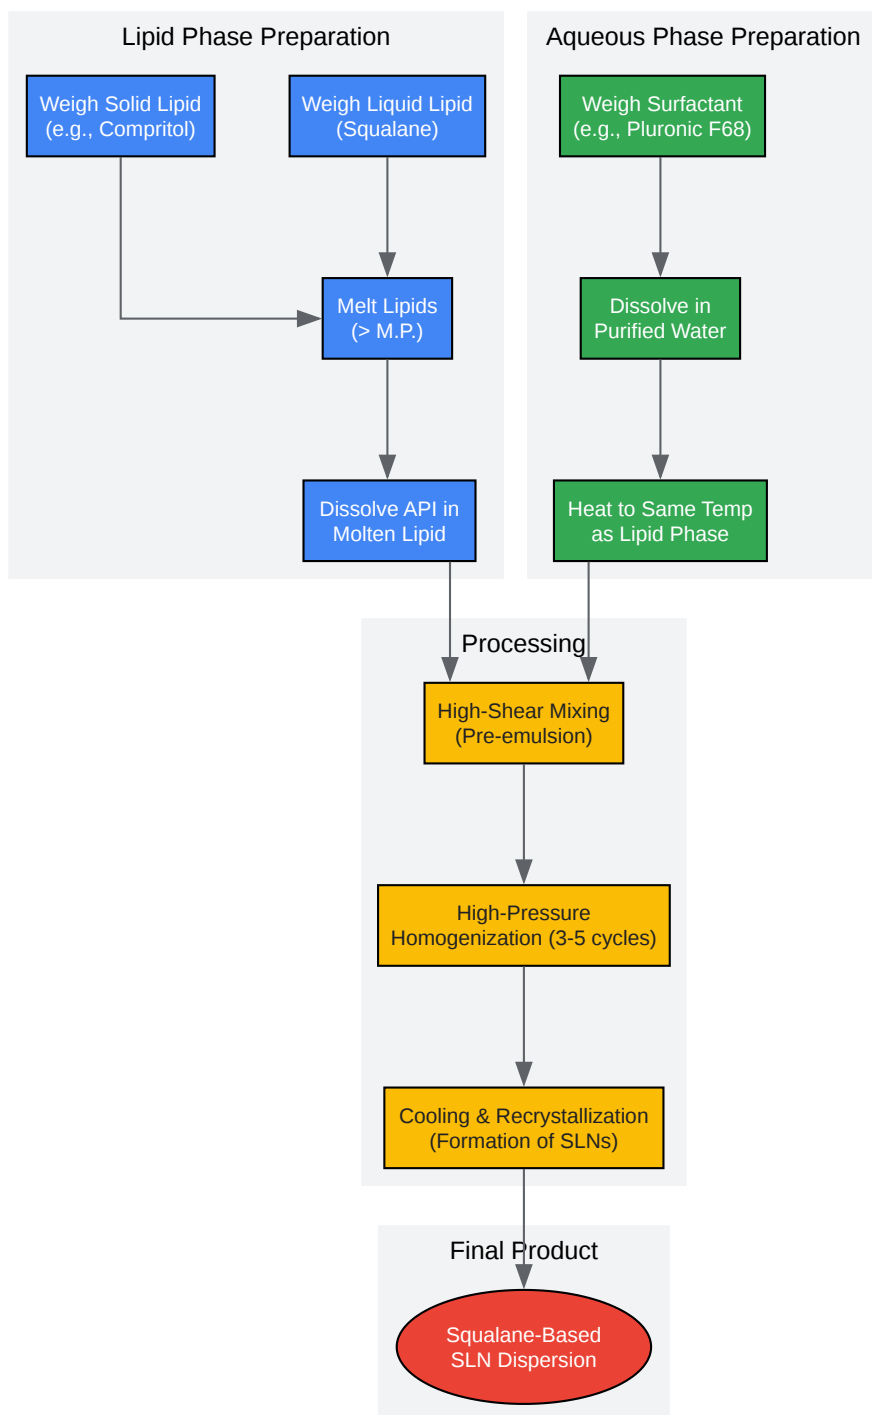 Lipid Phase Preparation
Weigh Solid Lipid
(e.g., Compritol)
Weigh Liquid Lipid
(Squalane)
Melt Lipids
(> M.P.)
Dissolve API in
Molten Lipid
Aqueous Phase Preparation
Weigh Surfactant
(e.g., Pluronic F68)
Dissolve in
Purified Water
Heat to Same Temp
as Lipid Phase
Processing
High-Shear Mixing
(Pre-emulsion)
High-Pressure
Homogenization (3-5 cycles)
Cooling & Recrystallization
(Formation of SLNs)
Final Product
Squalane-Based
SLN Dispersion